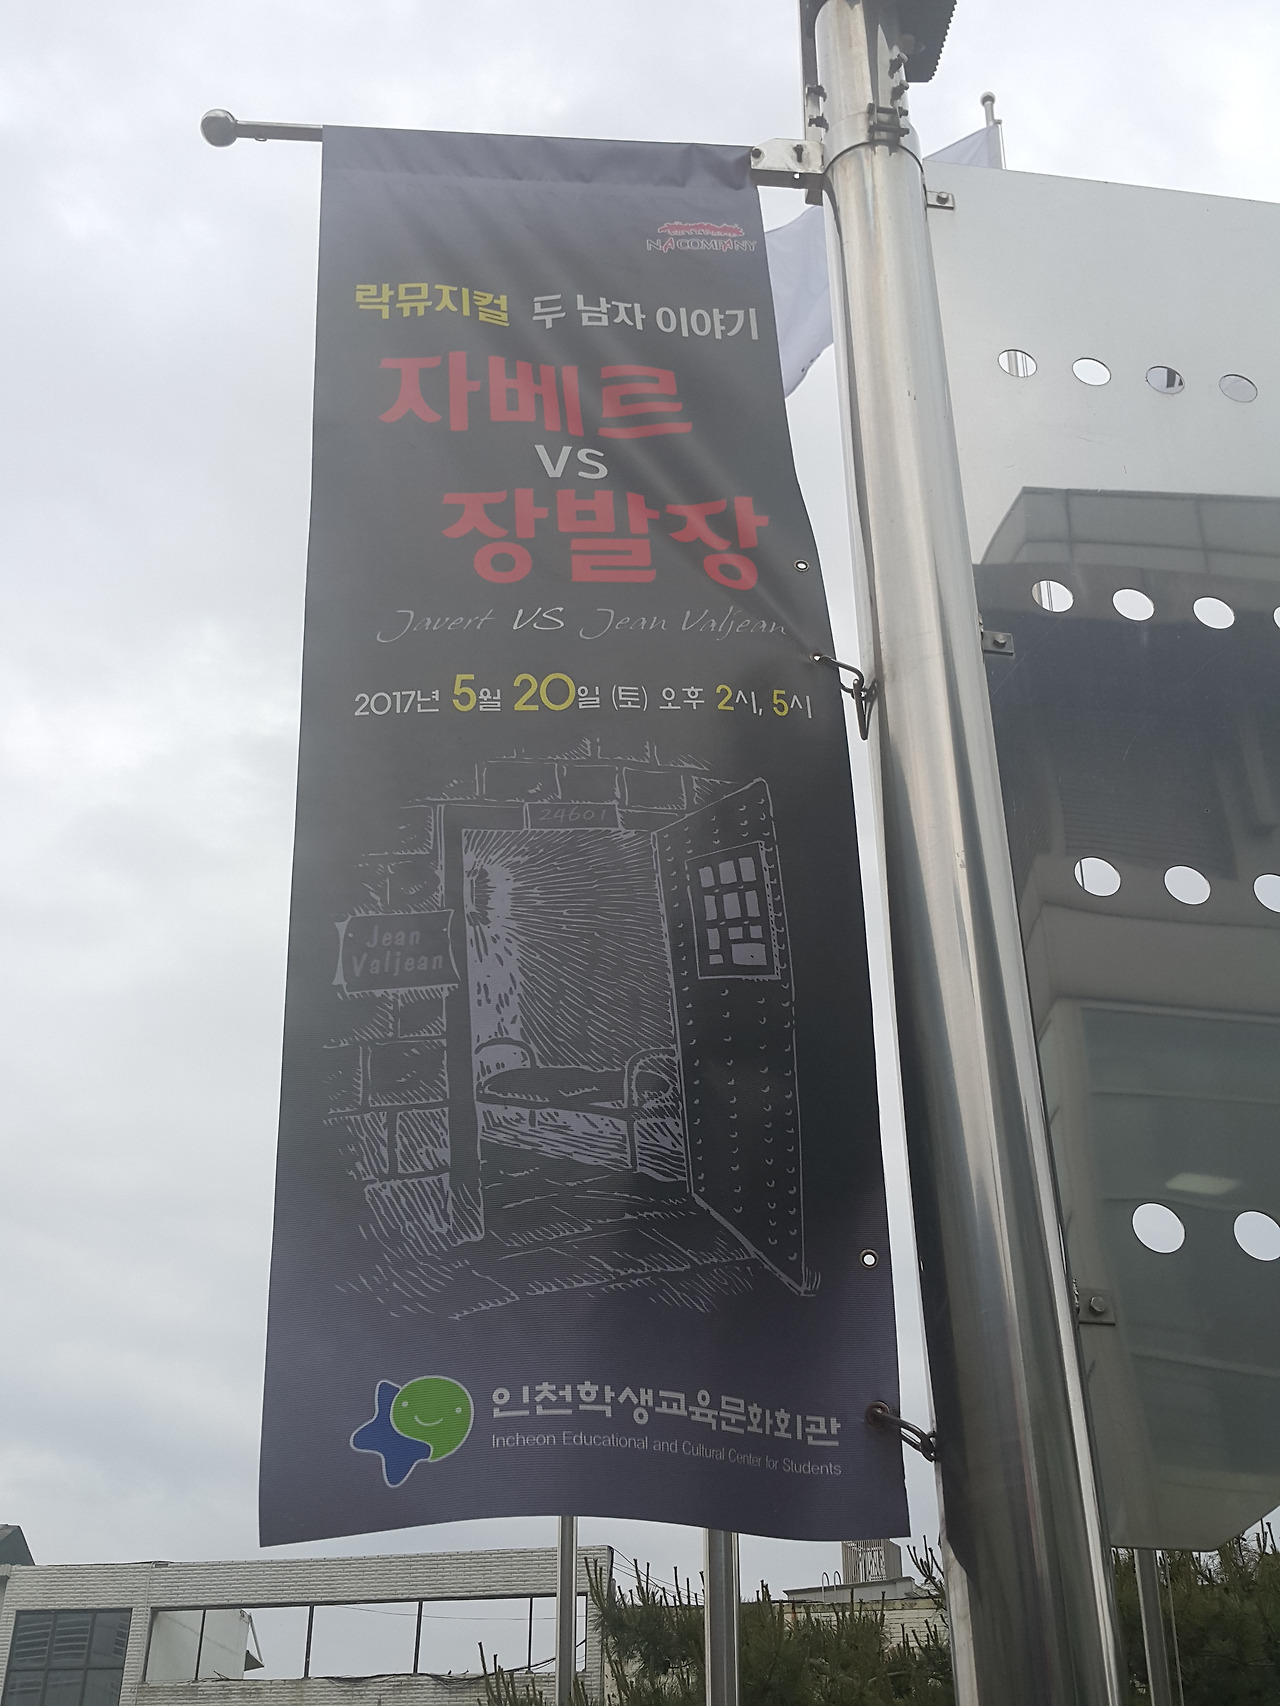 NA COMPANY
락뮤지컬 두 남자 이야기
자베르
VS
장발장
Javert VS Jean Valjean
2017년 5월 20일 (토) 오후 2시, 5시
24601
Jean
Valjean
인천학생교육문화회관
Incheon Educational and Cultural Center for Students